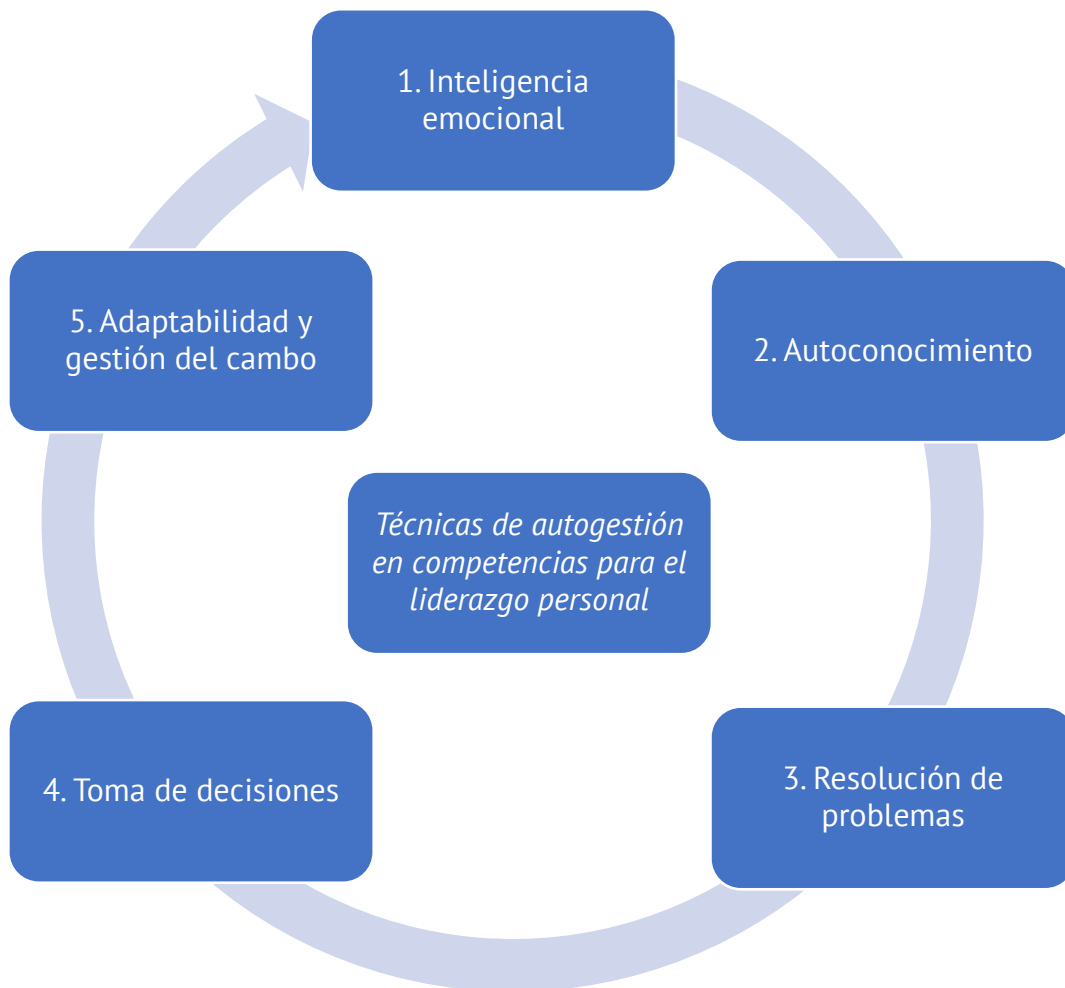 1. Inteligencia
emocional
2. Autoconocimiento
3. Resolución de
problemas
4. Toma de decisiones
5. Adaptabilidad y
gestión del cambo
Técnicas de autogestión
en competencias para el
liderazgo personal